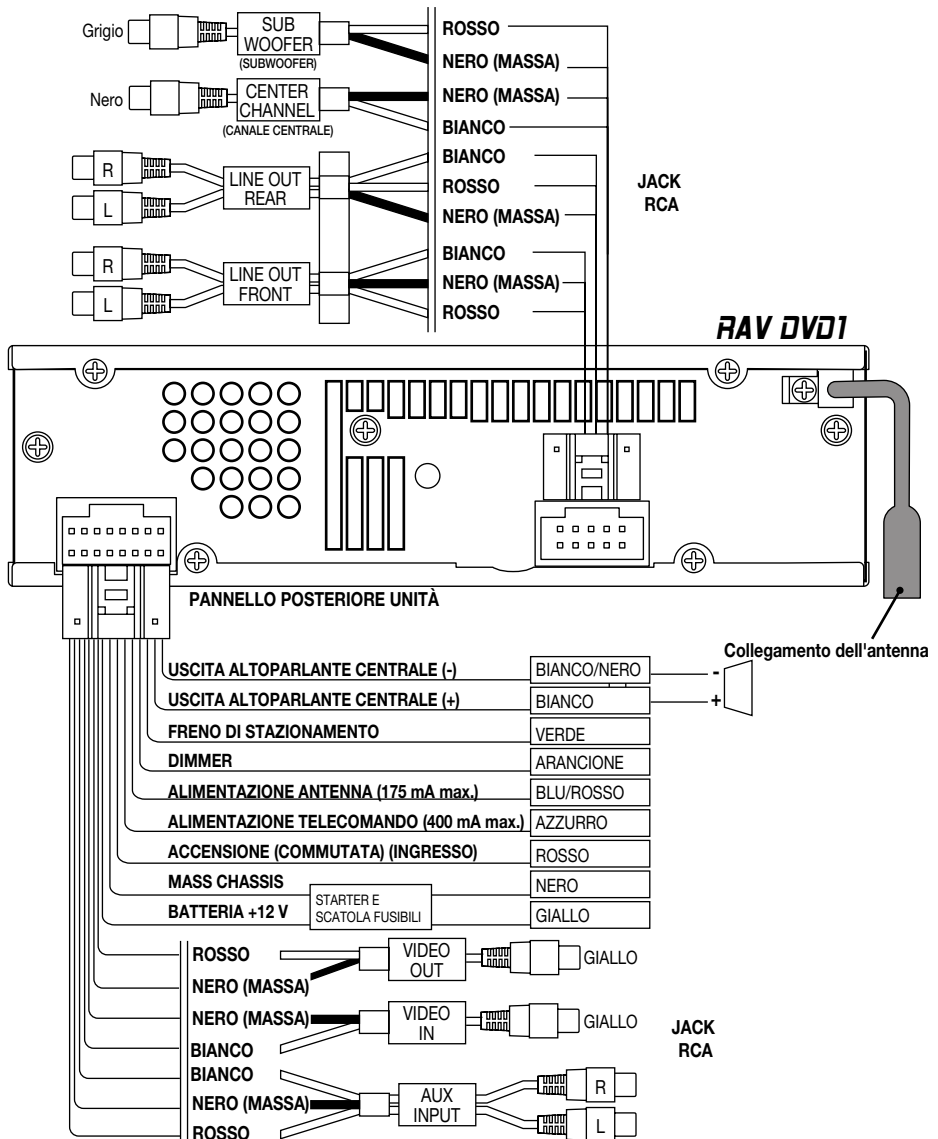 Grigio
SUB
WOOFER
(SUBWOOFER)
ROSSO
NERO (MASSA)
Nero
CENTER
CHANNEL
(CANALE CENTRALE)
NERO (MASSA)
BIANCO
R
L
LINE OUT
REAR
BIANCO
ROSSO
NERO (MASSA)
JACK
RCA
R
L
LINE OUT
FRONT
BIANCO
NERO (MASSA)
ROSSO
RAV DVD1
PANNELLO POSTERIORE UNITÀ
Collegamento dell'antenna
USCITA ALTOPARLANTE CENTRALE (-) BIANCO/NERO -
USCITA ALTOPARLANTE CENTRALE (+) BIANCO +
FRENO DI STAZIONAMENTO VERDE
DIMMER ARANCIONE
ALIMENTAZIONE ANTENNA (175 mA max.) BLU/ROSSO
ALIMENTAZIONE TELECOMANDO (400 mA max.) AZZURRO
ACCENSIONE (COMMUTATA) (INGRESSO) ROSSO
MASS CHASSIS NERO
BATTERIA +12 V GIALLO
STARTER E
SCATOLA FUSIBILI
ROSSO
NERO (MASSA)
VIDEO
OUT
GIALLO
NERO (MASSA)
BIANCO
VIDEO
IN
GIALLO
JACK
RCA
BIANCO
NERO (MASSA)
ROSSO
AUX
INPUT
R
L